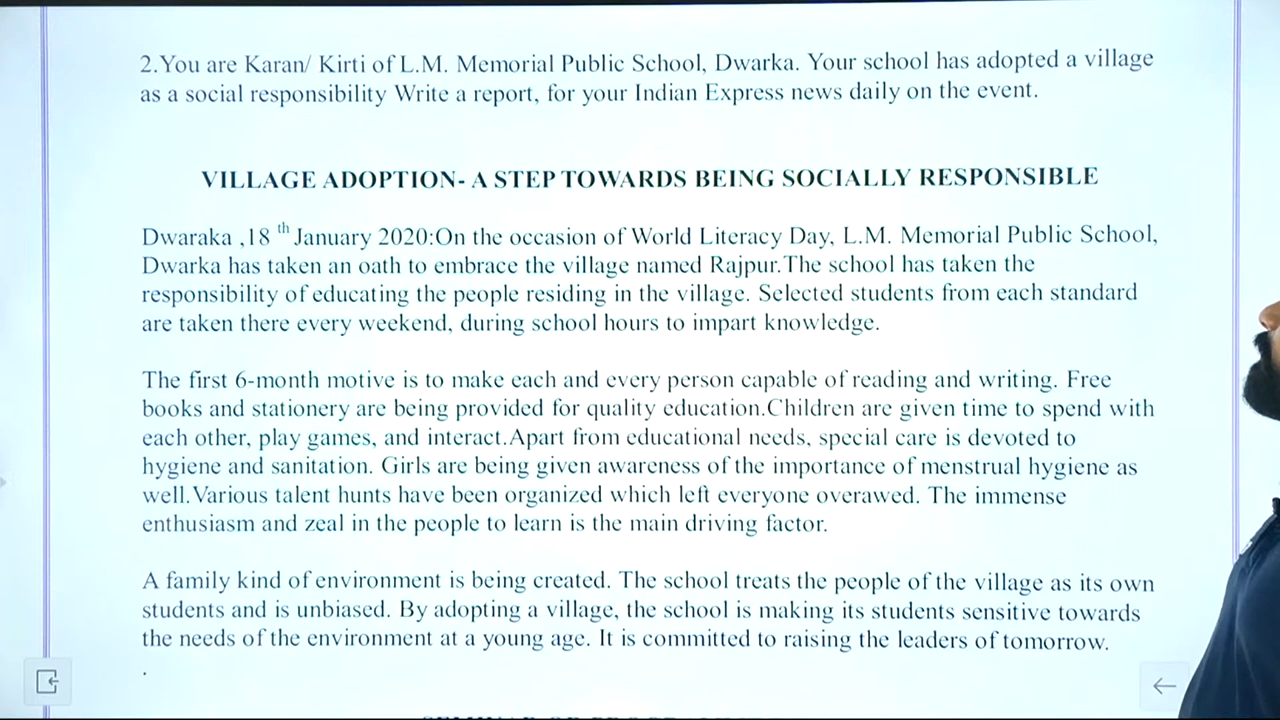 2.You are Karan/ Kirti of L.M. Memorial Public School, Dwarka. Your school has adopted a village
as a social responsibility Write a report, for your Indian Express news daily on the event.
VILLAGE ADOPTION- A STEP TOWARDS BEING SOCIALLY RESPONSIBLE
Dwaraka ,18 th January 2020:On the occasion of World Literacy Day, L.M. Memorial Public School,
Dwarka has taken an oath to embrace the village named Rajpur.The school has taken the
responsibility of educating the people residing in the village. Selected students from each standard
are taken there every weekend, during school hours to impart knowledge.
The first 6-month motive is to make each and every person capable of reading and writing. Free
books and stationery are being provided for quality education.Children are given time to spend with
each other, play games, and interact.Apart from educational needs, special care is devoted to
hygiene and sanitation. Girls are being given awareness of the importance of menstrual hygiene as
well.Various talent hunts have been organized which left everyone overawed. The immense
enthusiasm and zeal in the people to learn is the main driving factor.
A family kind of environment is being created. The school treats the people of the village as its own
students and is unbiased. By adopting a village, the school is making its students sensitive towards
the needs of the environment at a young age. It is committed to raising the leaders of tomorrow.
.